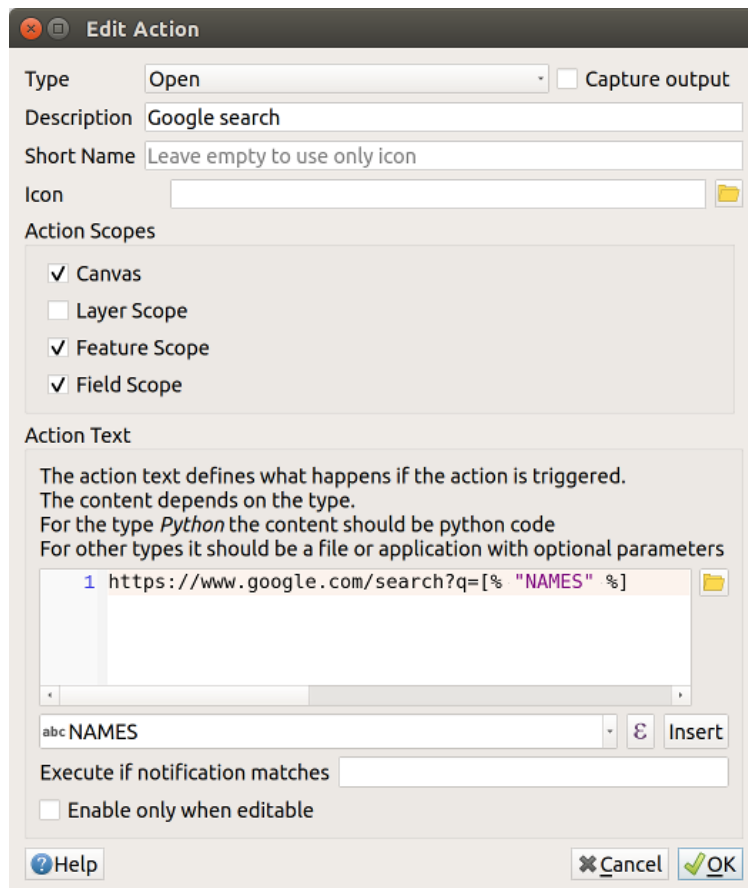 Edit Action
Type Open Capture output
Description Google search
Short Name Leave empty to use only icon
Icon
Action Scopes
Canvas
Layer Scope
Feature Scope
Field Scope
Action Text
The action text defines what happens if the action is triggered.
The content depends on the type.
For the type Python the content should be python code
For other types it should be a file or application with optional parameters
1 https://www.google.com/search?q=[% "NAMES" %]
abc NAMES ε Insert
Execute if notification matches
Enable only when editable
Help Cancel OK